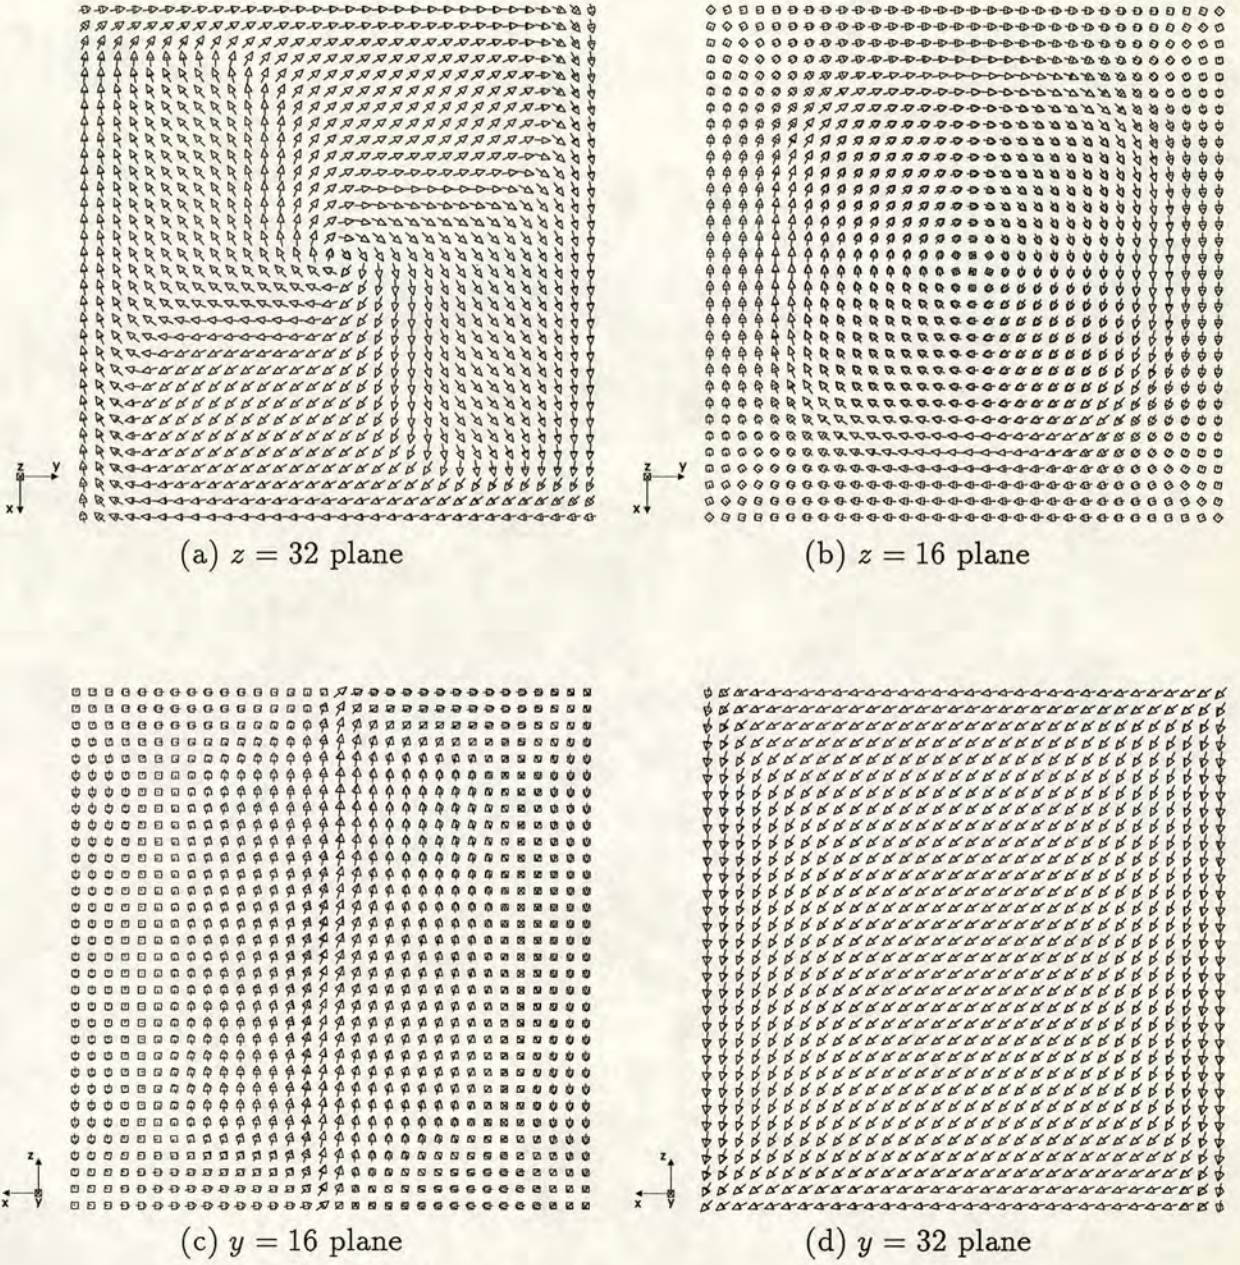 z y
x
(a) z = 32 plane
z y
x
(b) z = 16 plane
z
x y
(c) y = 16 plane
z
x y
(d) y = 32 plane